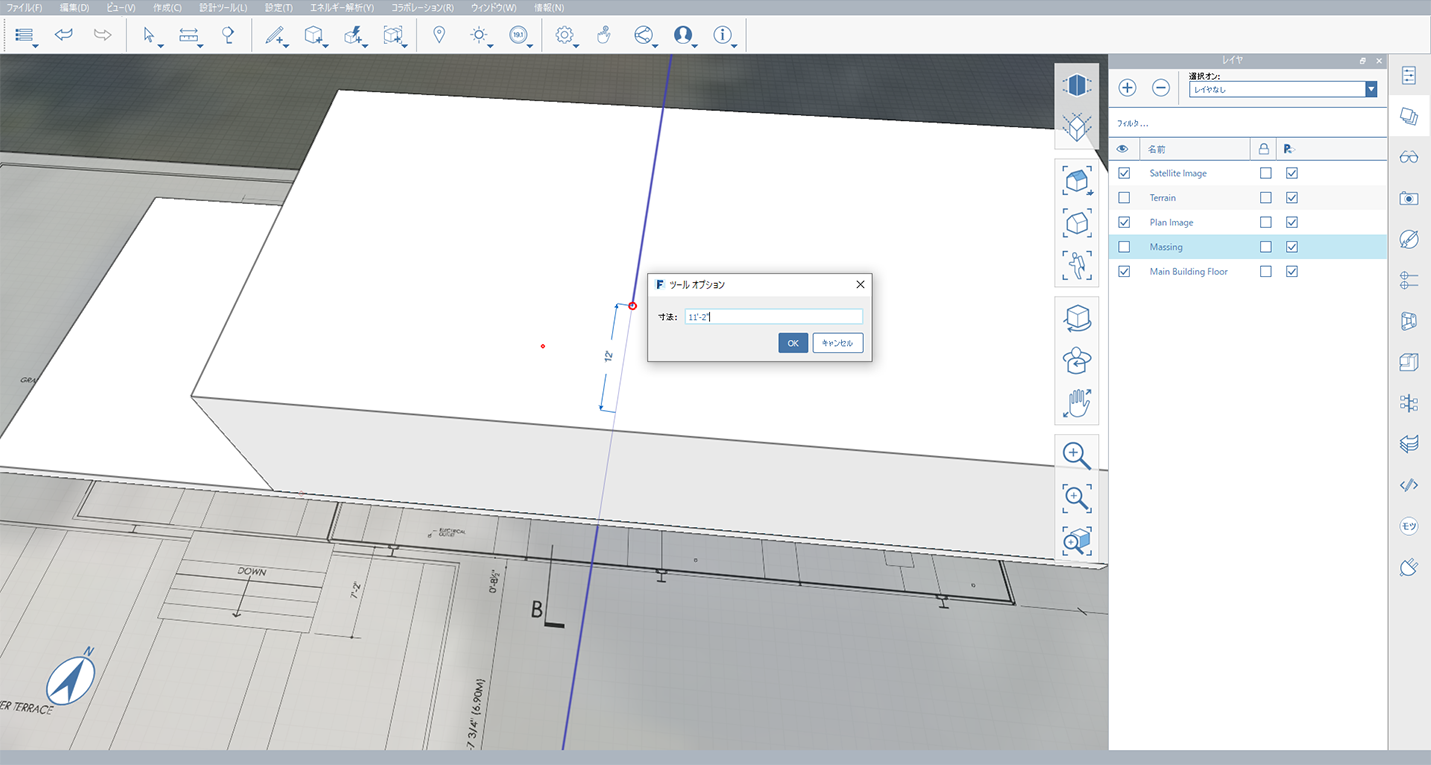 ファイル(F) 編集(D) ビュー(V) 作成(C) 設計ツール(L) 設定(T) エネルギー解析(Y) コラボレーション(R) ウィンドウ(W) 情報(N)
19.1
レイヤ
選択オン:
レイヤなし
フィルタ...
名前
Satellite Image
Terrain
Plan Image
Massing
Main Building Floor
F ツール オプション
寸法: 11'-2"
OK キャンセル
12'
GRA
ELECTRICAL
OUTLET
DOWN
7'-2"
0'-8½"
B
N
ER TERRACE
-7 3/4" (6.90M)
モツ